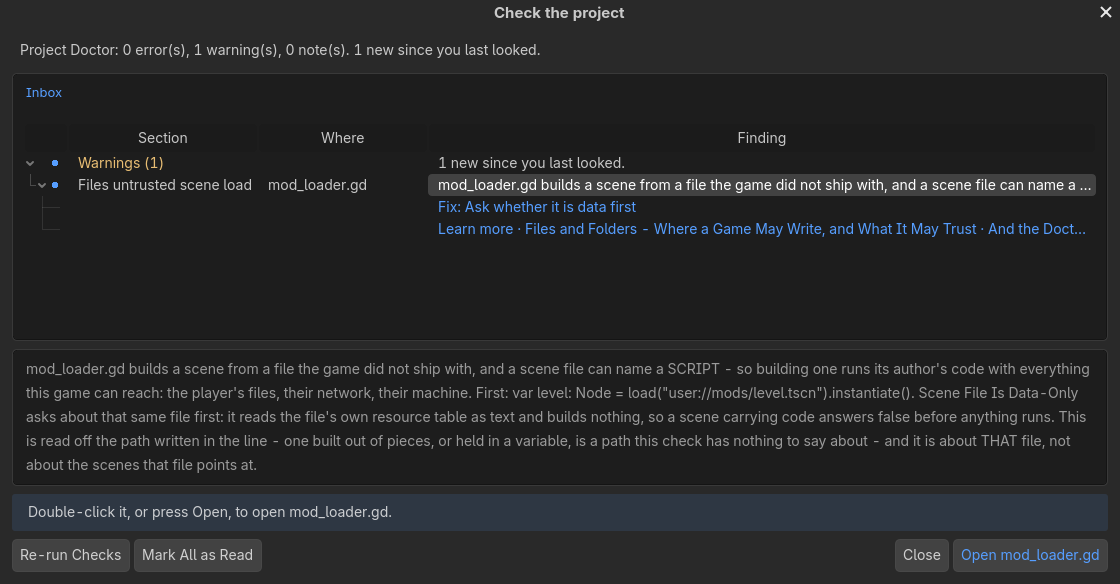 Check the project
Project Doctor: 0 error(s), 1 warning(s), 0 note(s). 1 new since you last looked.
Inbox
Section Where Finding
Warnings (1) 1 new since you last looked.
Files untrusted scene load mod_loader.gd mod_loader.gd builds a scene from a file the game did not ship with, and a scene file can name a ...
Fix: Ask whether it is data first
Learn more · Files and Folders - Where a Game May Write, and What It May Trust · And the Doct...
mod_loader.gd builds a scene from a file the game did not ship with, and a scene file can name a SCRIPT - so building one runs its author's code with everything
this game can reach: the player's files, their network, their machine. First: var level: Node = load("user://mods/level.tscn").instantiate(). Scene File Is Data-Only
asks about that same file first: it reads the file's own resource table as text and builds nothing, so a scene carrying code answers false before anything runs. This
is read off the path written in the line - one built out of pieces, or held in a variable, is a path this check has nothing to say about - and it is about THAT file, not
about the scenes that file points at.
Double-click it, or press Open, to open mod_loader.gd.
Re-run Checks Mark All as Read Close Open mod_loader.gd